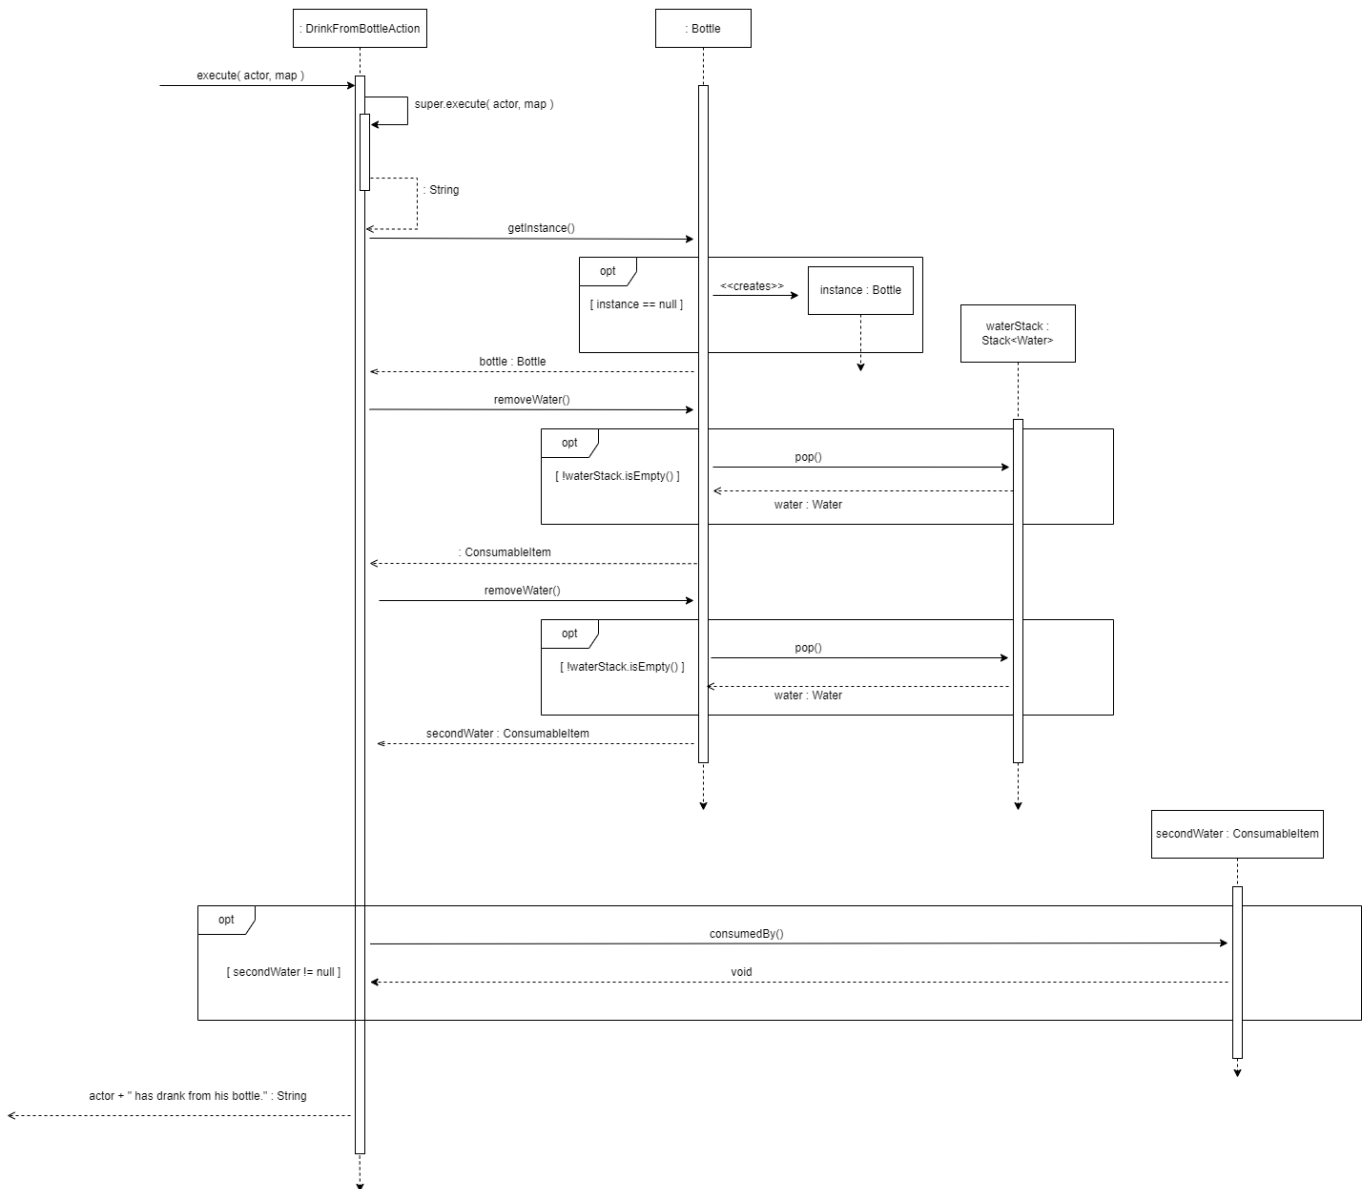 : DrinkFromBottleAction
: Bottle
execute( actor, map )
super.execute( actor, map )
: String
getInstance()
opt
[ instance == null ]
<<creates>>
instance : Bottle
waterStack :
Stack<Water>
bottle : Bottle
removeWater()
opt
[ !waterStack.isEmpty() ]
pop()
water : Water
: ConsumableItem
removeWater()
opt
[ !waterStack.isEmpty() ]
pop()
water : Water
secondWater : ConsumableItem
secondWater : ConsumableItem
opt
[ secondWater != null ]
consumedBy()
void
actor + " has drank from his bottle." : String